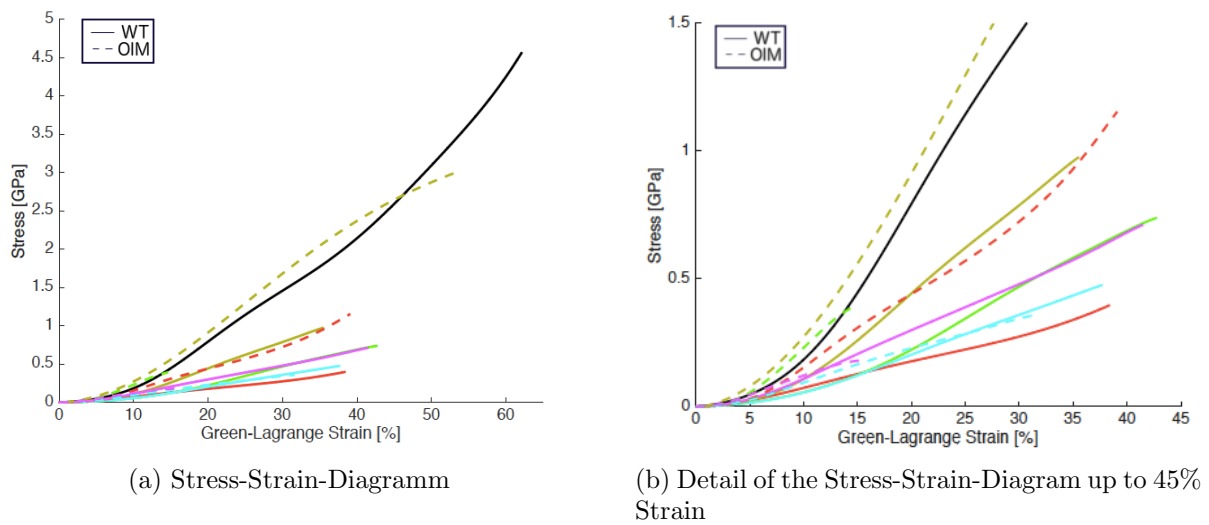 5
4.5
4
3.5
3
2.5
2
1.5
1
0.5
0
WT
OIM
Stress [GPa]
0 10 20 30 40 50 60
Green-Lagrange Strain [%]
(a) Stress-Strain-Diagramm
1.5
1
0.5
0
WT
OIM
Stress [GPa]
0 5 10 15 20 25 30 35 40 45
Green-Lagrange Strain [%]
(b) Detail of the Stress-Strain-Diagram up to 45%
Strain